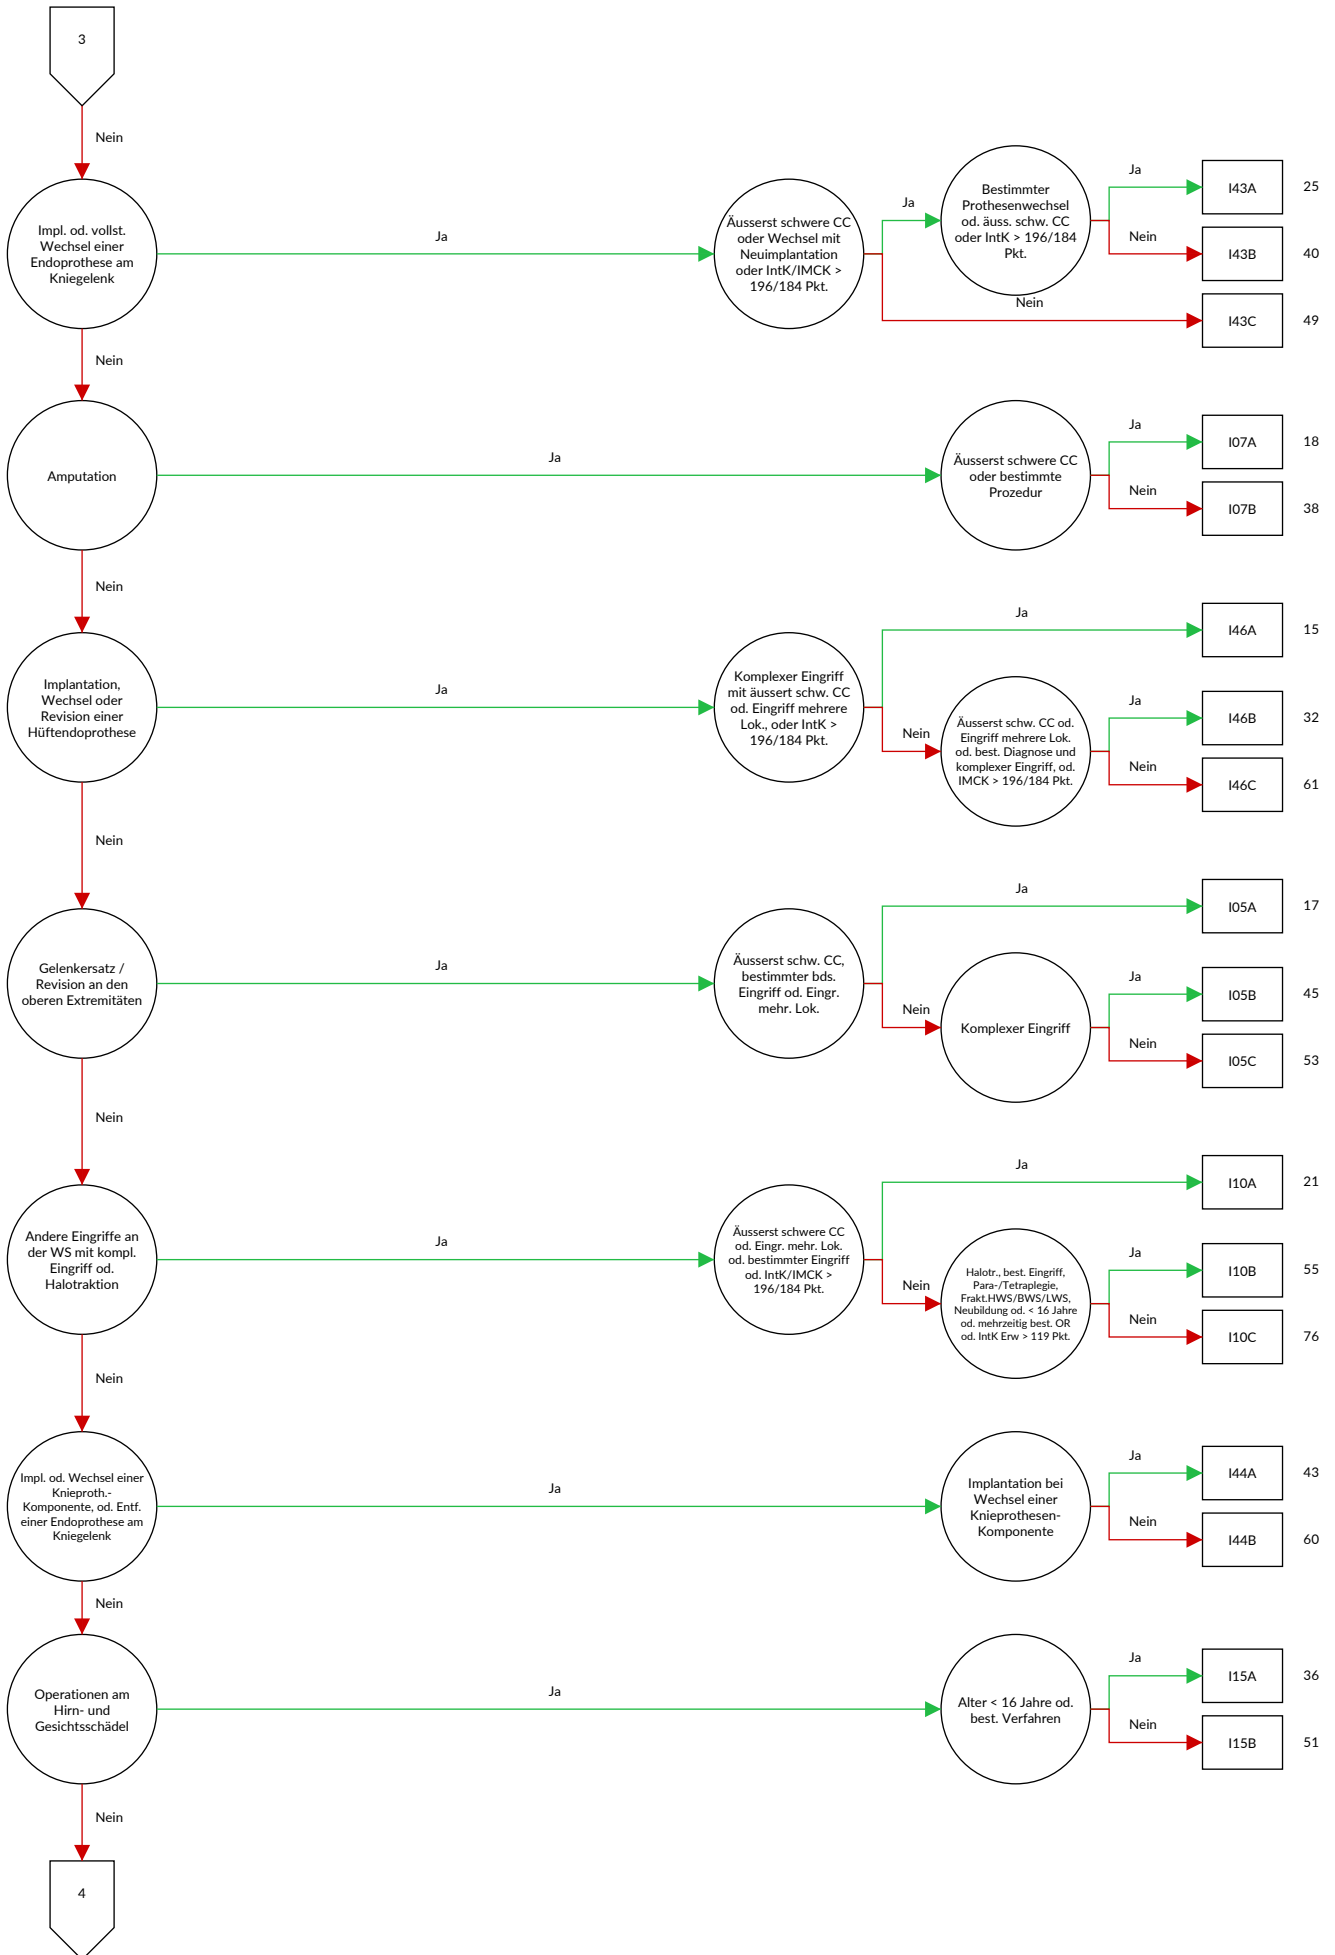 3
Nein
Impl. od. vollst.
Wechsel einer
Endoprothese am
Kniegelenk
Ja
Äusserst schwere CC
oder Wechsel mit
Neuimplantation
oder IntK/IMCK >
196/184 Pkt.
Ja
Bestimmter
Prothesenwechsel
od. äuss. schw. CC
oder IntK > 196/184
Pkt.
Ja
I43A
25
Nein
I43B
40
Nein
I43C
49
Nein
Amputation
Ja
Äusserst schwere CC
oder bestimmte
Prozedur
Ja
I07A
18
Nein
I07B
38
Nein
Implantation,
Wechsel oder
Revision einer
Hüftendoprothese
Ja
Komplexer Eingriff
mit äussert schw. CC
od. Eingriff mehrere
Lok., oder IntK >
196/184 Pkt.
Ja
I46A
15
Nein
Äusserst schw. CC od.
Eingriff mehrere Lok.
od. best. Diagnose und
komplexer Eingriff, od.
IMCK > 196/184 Pkt.
Ja
I46B
32
Nein
I46C
61
Nein
Gelenkersatz /
Revision an den
oberen Extremitäten
Ja
Äusserst schw. CC,
bestimmter bds.
Eingriff od. Eingr.
mehr. Lok.
Ja
I05A
17
Nein
Komplexer Eingriff
Ja
I05B
45
Nein
I05C
53
Nein
Andere Eingriffe an
der WS mit kompl.
Eingriff od.
Halotraktion
Ja
Äusserst schwere CC
od. Eingr. mehr. Lok.
od. bestimmter Eingriff
od. IntK/IMCK >
196/184 Pkt.
Ja
I10A
21
Nein
Halotr., best. Eingriff,
Para-/Tetraplegie,
Frakt.HWS/BWS/LWS,
Neubildung od. < 16 Jahre
od. mehrzeitig best. OR
od. IntK Erw > 119 Pkt.
Ja
I10B
55
Nein
I10C
76
Nein
Impl. od. Wechsel einer
Knieproth.-
Komponente, od. Entf.
einer Endoprothese am
Kniegelenk
Ja
Implantation bei
Wechsel einer
Knieprothesen-
Komponente
Ja
I44A
43
Nein
I44B
60
Nein
Operationen am
Hirn- und
Gesichtsschädel
Ja
Alter < 16 Jahre od.
best. Verfahren
Ja
I15A
36
Nein
I15B
51
Nein
4